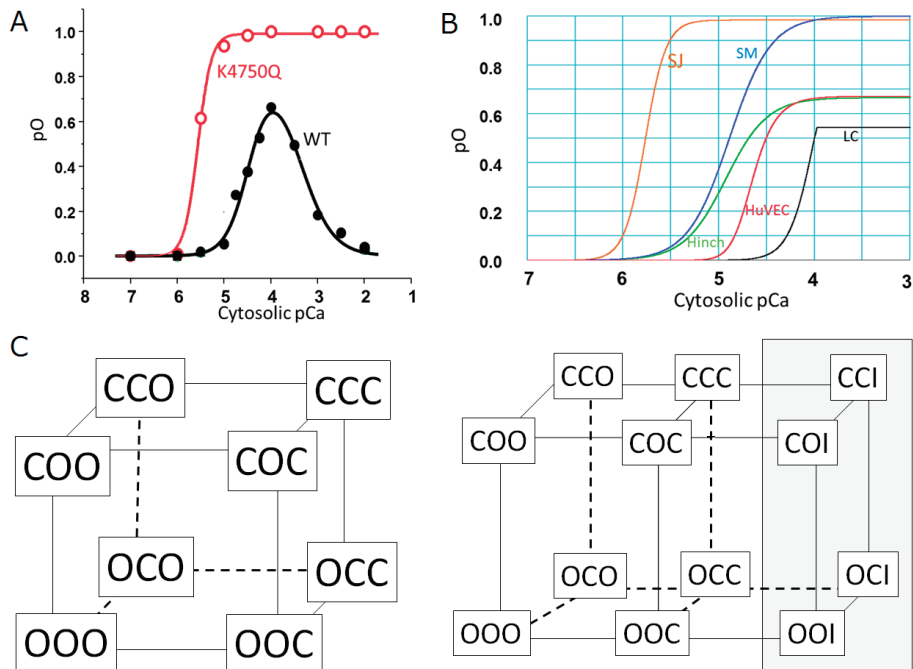 A
1.0
0.8
0.6
0.4
0.2
0.0
pO
K4750Q
WT
8 7 6 5 4 3 2 1
Cytosolic pCa
B
1.0
0.8
0.6
0.4
0.2
0.0
pO
SJ
SM
LC
HuVEC
Hinch
7 6 5 4 3
Cytosolic pCa
C
CCO CCC
COO COC
OCO OCC
OOO OOC
CCO CCC CCI
COO COC COI
OCO OCC OCI
OOO OOC OOI